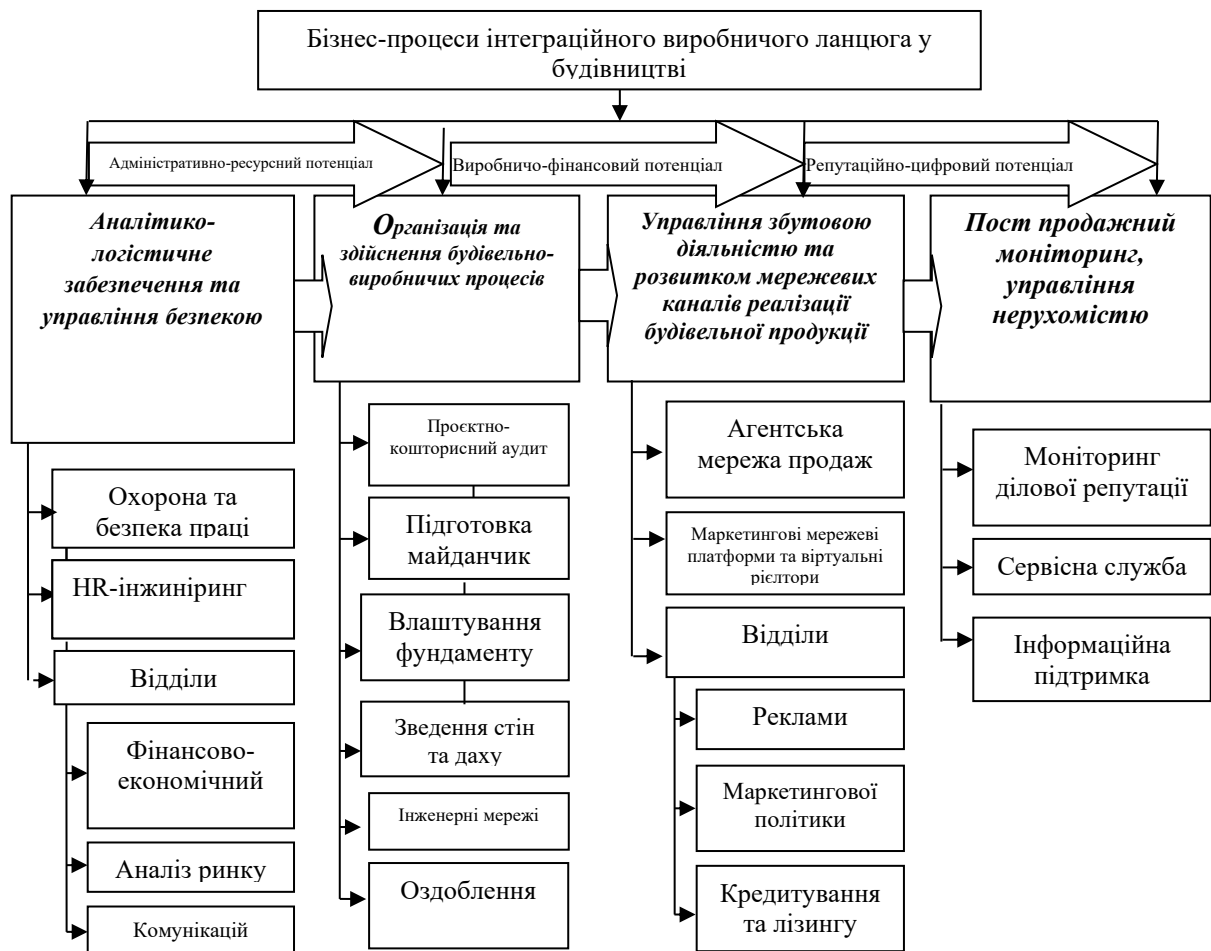 Бізнес-процеси інтеграційного виробничого ланцюга у
будівництві
Адміністративно-ресурсний потенціал
Виробничо-фінансовий потенціал
Репутаційно-цифровий потенціал
Аналітико-
логістичне
забезпечення та
управління безпекою
Організація та
здійснення будівельно-
виробничих процесів
Управління збутовою
діяльністю та
розвитком мережевих
каналів реалізації
будівельної продукції
Пост продажний
моніторинг,
управління
нерухомістю
Охорона та
безпека праці
HR-інжиніринг
Відділи
Фінансово-
економічний
Аналіз ринку
Комунікацій
Проєктно-
кошторисний аудит
Підготовка
майданчик
Влаштування
фундаменту
Зведення стін
та даху
Інженерні мережі
Оздоблення
Агентська
мережа продаж
Маркетингові мережеві
платформи та віртуальні
рієлтори
Відділи
Реклами
Маркетингової
політики
Кредитування
та лізингу
Моніторинг
ділової репутації
Сервісна служба
Інформаційна
підтримка